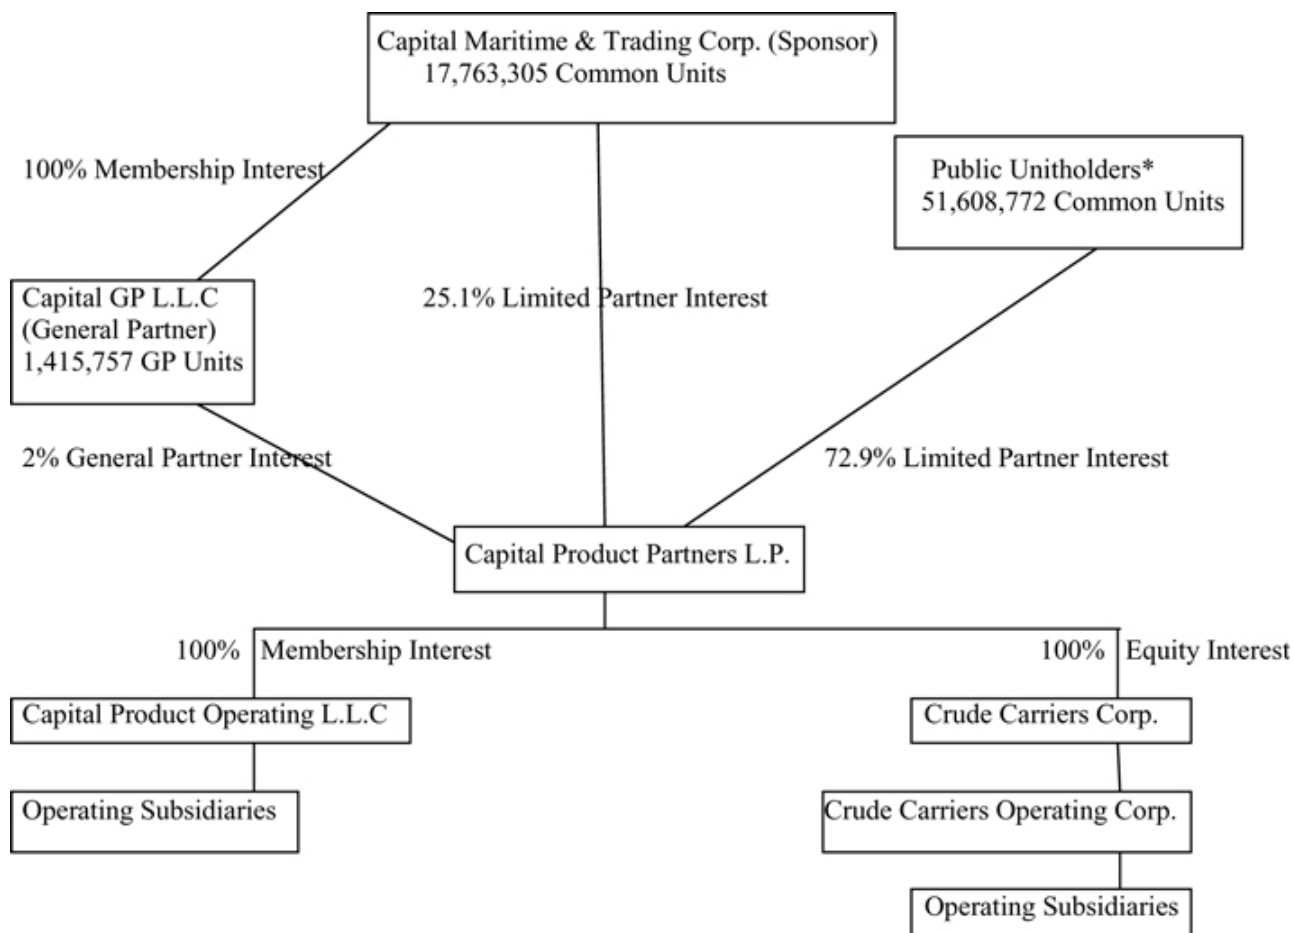 Capital Maritime & Trading Corp. (Sponsor)
17,763,305 Common Units
100% Membership Interest
Public Unitholders*
51,608,772 Common Units
Capital GP L.L.C
(General Partner)
1,415,757 GP Units
25.1% Limited Partner Interest
2% General Partner Interest
72.9% Limited Partner Interest
Capital Product Partners L.P.
100% Membership Interest
100% Equity Interest
Capital Product Operating L.L.C
Crude Carriers Corp.
Operating Subsidiaries
Crude Carriers Operating Corp.
Operating Subsidiaries